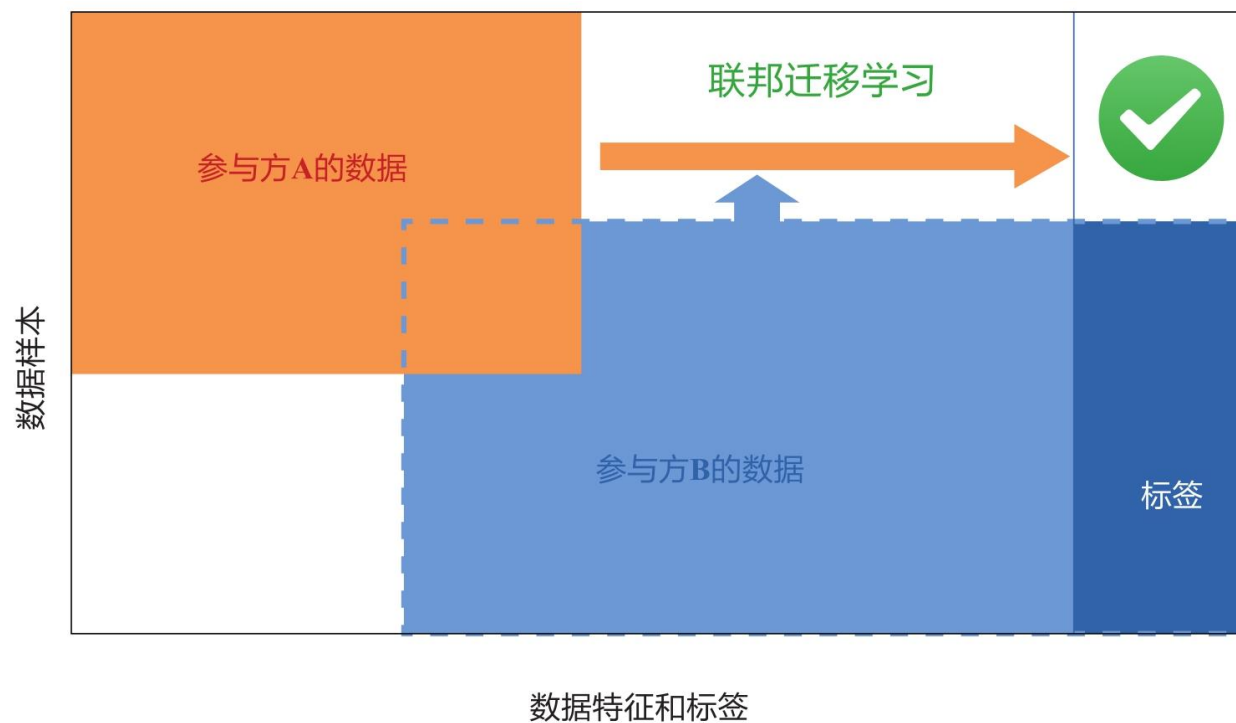 联邦迁移学习
参与方A的数据
数据样本
参与方B的数据
标签
数据特征和标签